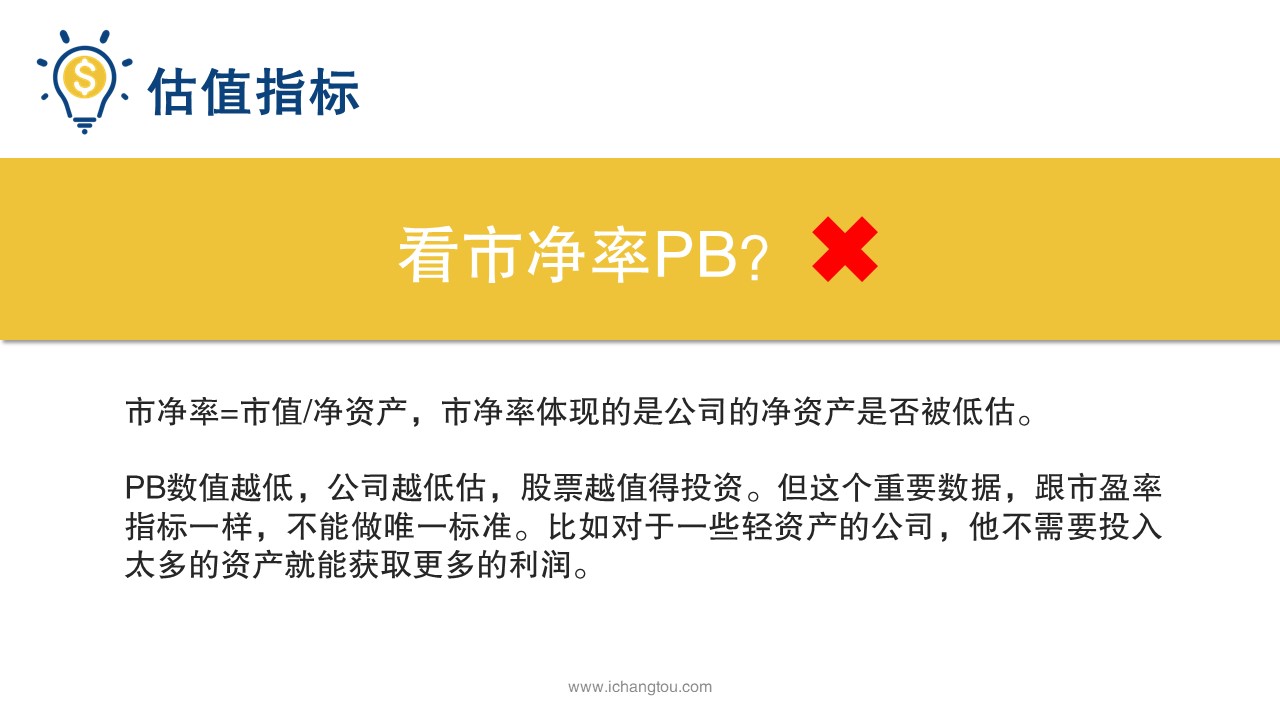 估值指标
看市净率PB？
市净率=市值/净资产，市净率体现的是公司的净资产是否被低估。
PB数值越低，公司越低估，股票越值得投资。但这个重要数据，跟市盈率
指标一样，不能做唯一标准。比如对于一些轻资产的公司，他不需要投入
太多的资产就能获取更多的利润。
www.ichangtou.com